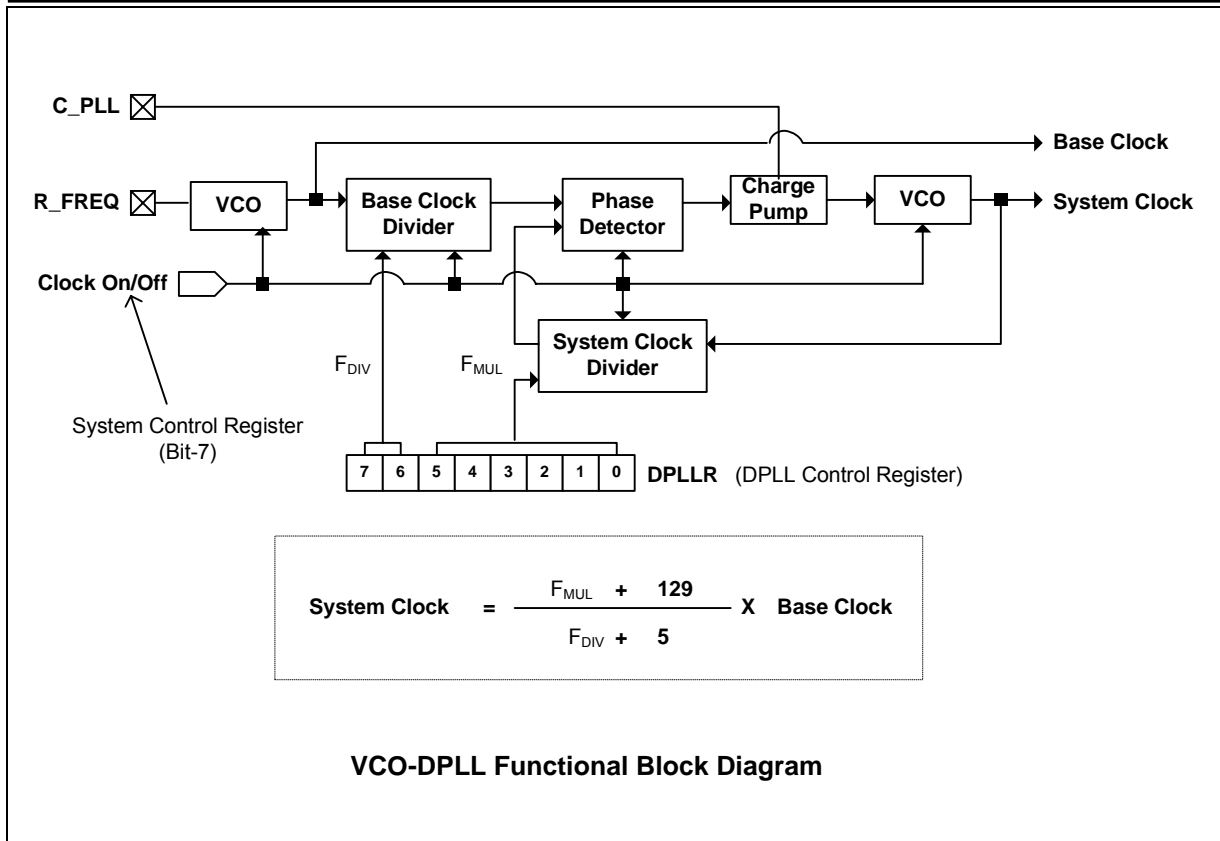 C_PLL
Base Clock
R_FREQ
VCO
Base Clock
Divider
Phase
Detector
Charge
Pump
VCO
System Clock
Clock On/Off
System Clock
Divider
FDIV
FMUL
System Control Register
(Bit-7)
7 6 5 4 3 2 1 0 DPLLR (DPLL Control Register)
FMUL + 129
System Clock = X Base Clock
FDIV + 5
VCO-DPLL Functional Block Diagram